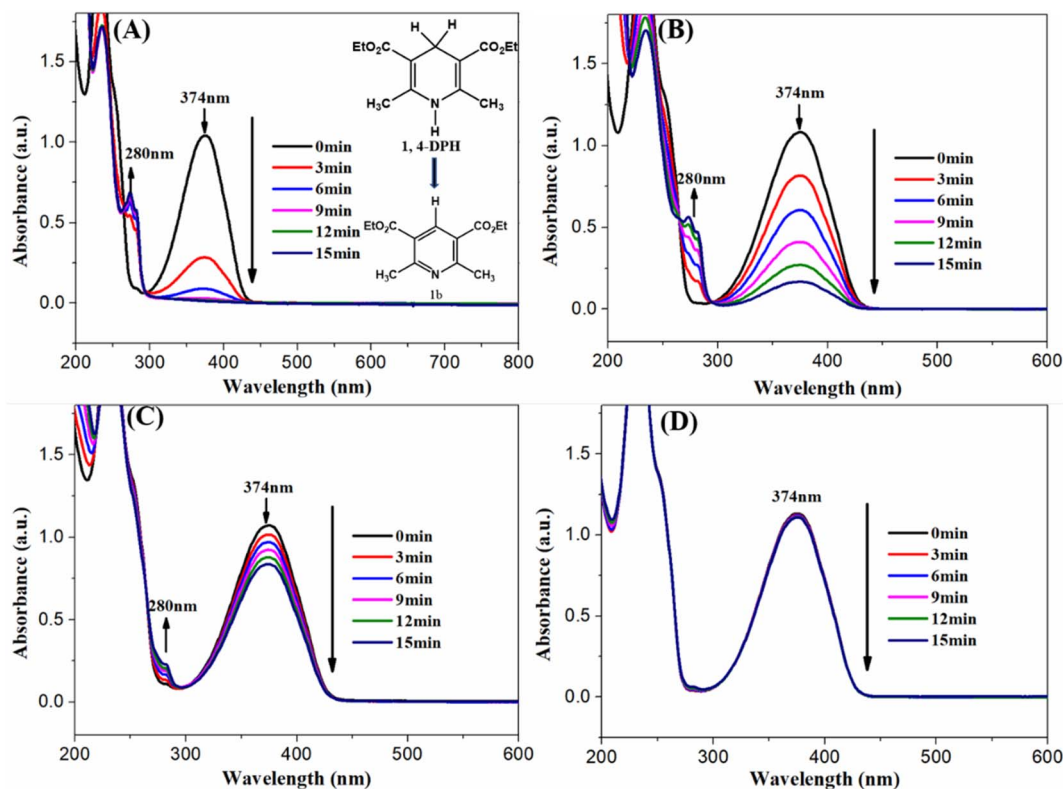 (A)
H H
EtO₂C CO₂Et
H₃C N CH₃
H
1, 4-DPH
H
EtO₂C CO₂Et
H₃C N CH₃
1b
374nm
280nm
0min
3min
6min
9min
12min
15min
Absorbance (a.u.)
1.5
1.0
0.5
0.0
200 300 400 500 600 700 800
Wavelength (nm)
(B)
374nm
280nm
0min
3min
6min
9min
12min
15min
Absorbance (a.u.)
1.5
1.0
0.5
0.0
200 300 400 500 600
Wavelength (nm)
(C)
374nm
280nm
0min
3min
6min
9min
12min
15min
Absorbance (a.u.)
1.5
1.0
0.5
0.0
200 300 400 500 600
Wavelength (nm)
(D)
374nm
0min
3min
6min
9min
12min
15min
Absorbance (a.u.)
1.5
1.0
0.5
0.0
200 300 400 500 600
Wavelength (nm)